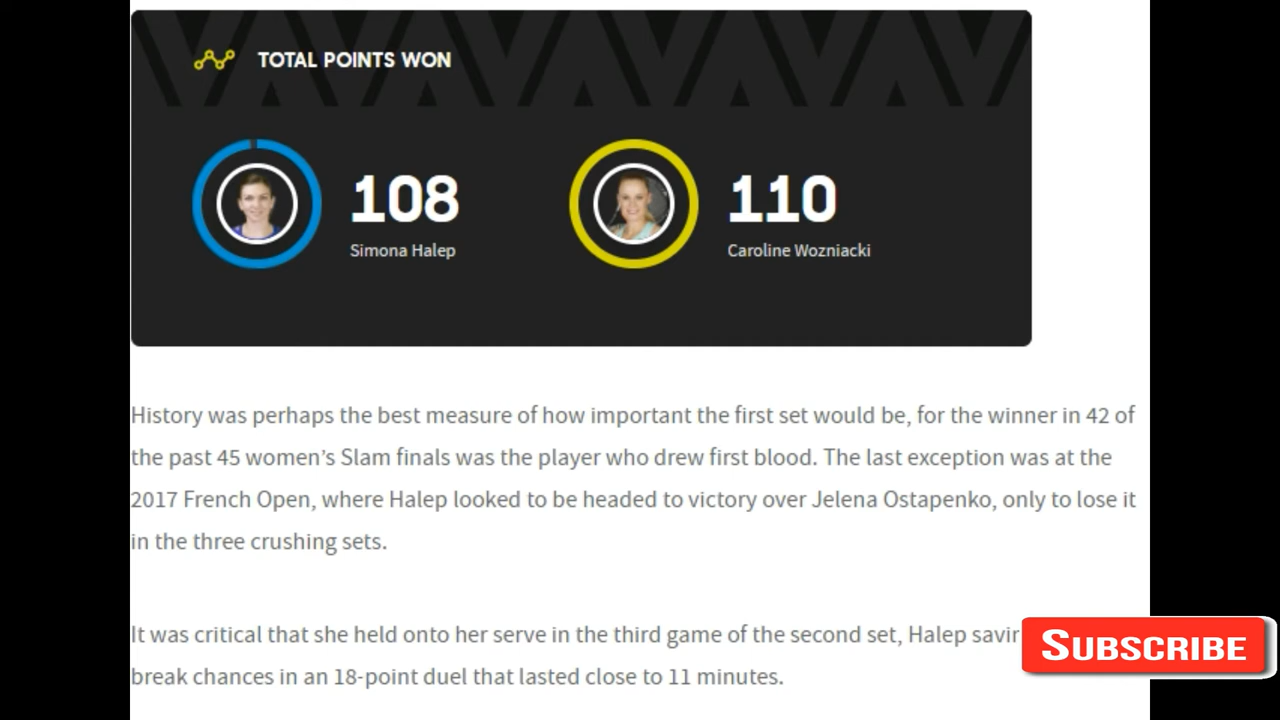 TOTAL POINTS WON
108
Simona Halep
110
Caroline Wozniacki
History was perhaps the best measure of how important the first set would be, for the winner in 42 of
the past 45 women’s Slam finals was the player who drew first blood. The last exception was at the
2017 French Open, where Halep looked to be headed to victory over Jelena Ostapenko, only to lose it
in the three crushing sets.
It was critical that she held onto her serve in the third game of the second set, Halep
break chances in an 18-point duel that lasted close to 11 minutes.
SUBSCRIBE